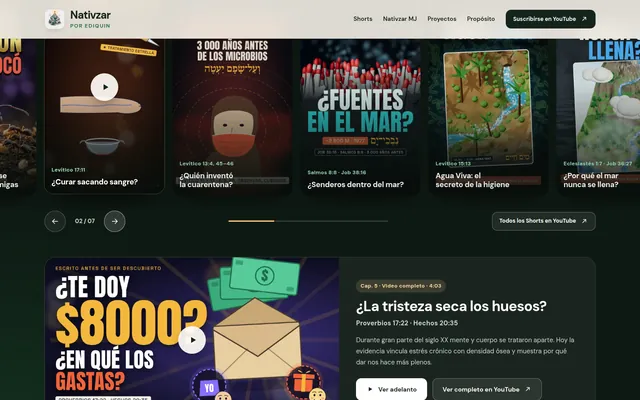 Nativzar
POR EDIQUIN
Shorts
Nativzar MJ
Proyectos
Propósito
Suscribirse en YouTube
TRATAMIENTO ESTRELLA
Levítico 17:11
¿Curar sacando sangre?
3 000 AÑOS ANTES
DE LOS MICROBIOS
Levítico 13:4, 45–46
¿Quién inventó
la cuarentena?
¿FUENTES
EN EL MAR?
Salmos 8:8 · Job 38:16
¿Senderos dentro del mar?
Levítico 15:13
Agua Viva: el
secreto de la higiene
LLENA?
Eclesiastés 1:7 · Job 36:27
¿Por qué el mar
nunca se llena?
02 / 07
Todos los Shorts en YouTube
ESCRITO ANTES DE SER DESCUBIERTO
¿TE DOY
$8000?
¿EN QUÉ LOS
GASTAS?
YO
Cap. 5 · Video completo · 4:03
¿La tristeza seca los huesos?
Proverbios 17:22 · Hechos 20:35
Durante gran parte del siglo XX mente y cuerpo se trataron aparte. Hoy la
evidencia vincula estrés crónico con densidad ósea y muestra por qué
dar nos hace más plenos.
Ver adelanto
Ver completo en YouTube